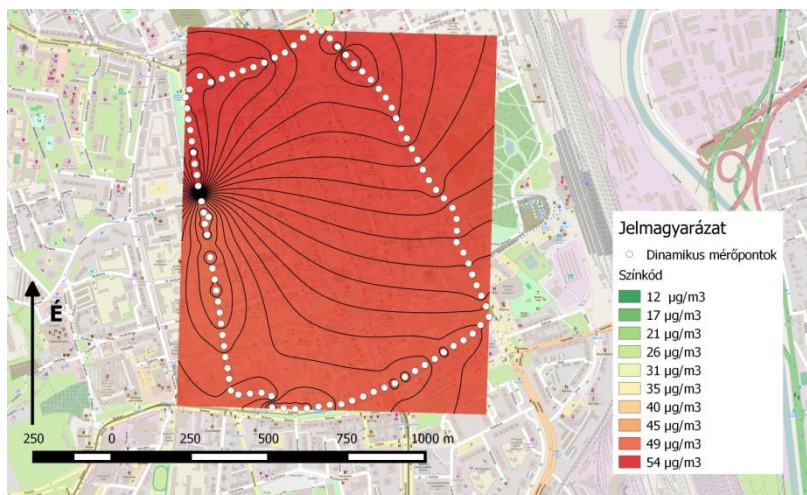 É
250 0 250 500 750 1000 m
Jelmagyarázat
Dinamikus mérőpontok
Színkód
12 µg/m3
17 µg/m3
21 µg/m3
26 µg/m3
31 µg/m3
35 µg/m3
40 µg/m3
45 µg/m3
49 µg/m3
54 µg/m3